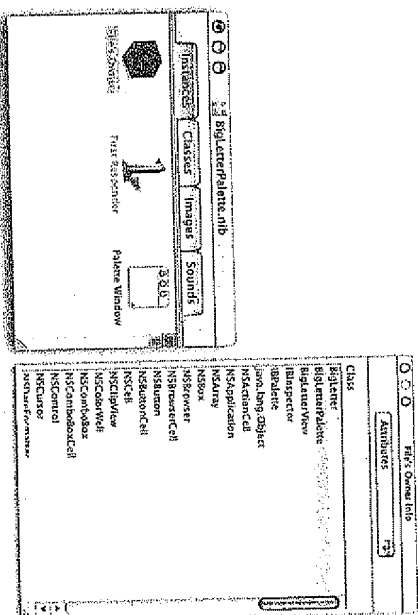 BigLetterPalette.nib
Instances
Classes
Images
Sounds
File's Owner
First Responder
Palette Window
File's Owner Info
Attributes
Class
BigLetter
BigLetterPalette
BigLetterView
IBInspector
IBPalette
java.lang.Object
NSActionCell
NSApplication
NSArray
NSBox
NSBrowser
NSBrowserCell
NSButton
NSButtonCell
NSCell
NSClipView
NSColorWell
NSComboBox
NSComboBoxCell
NSControl
NSCursor